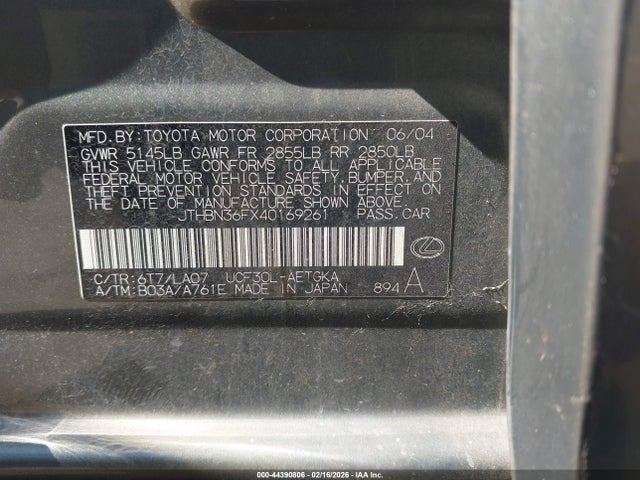 MFD. BY: TOYOTA MOTOR CORPORATION 06/04
GVWR 5145LB GAWR FR 2855LB RR 2850LB
THIS VEHICLE CONFORMS TO ALL APPLICABLE
FEDERAL MOTOR VEHICLE SAFETY, BUMPER, AND
THEFT PREVENTION STANDARDS IN EFFECT ON
THE DATE OF MANUFACTURE SHOWN ABOVE.
JTHBN36FX40169261 PASS.CAR
C/TR: 6T7/LA07 UCF30L-AETGKA
A/TM: B03A/A761E MADE IN JAPAN 894 A
000-44390806 - 02/16/2026 - IAA Inc.